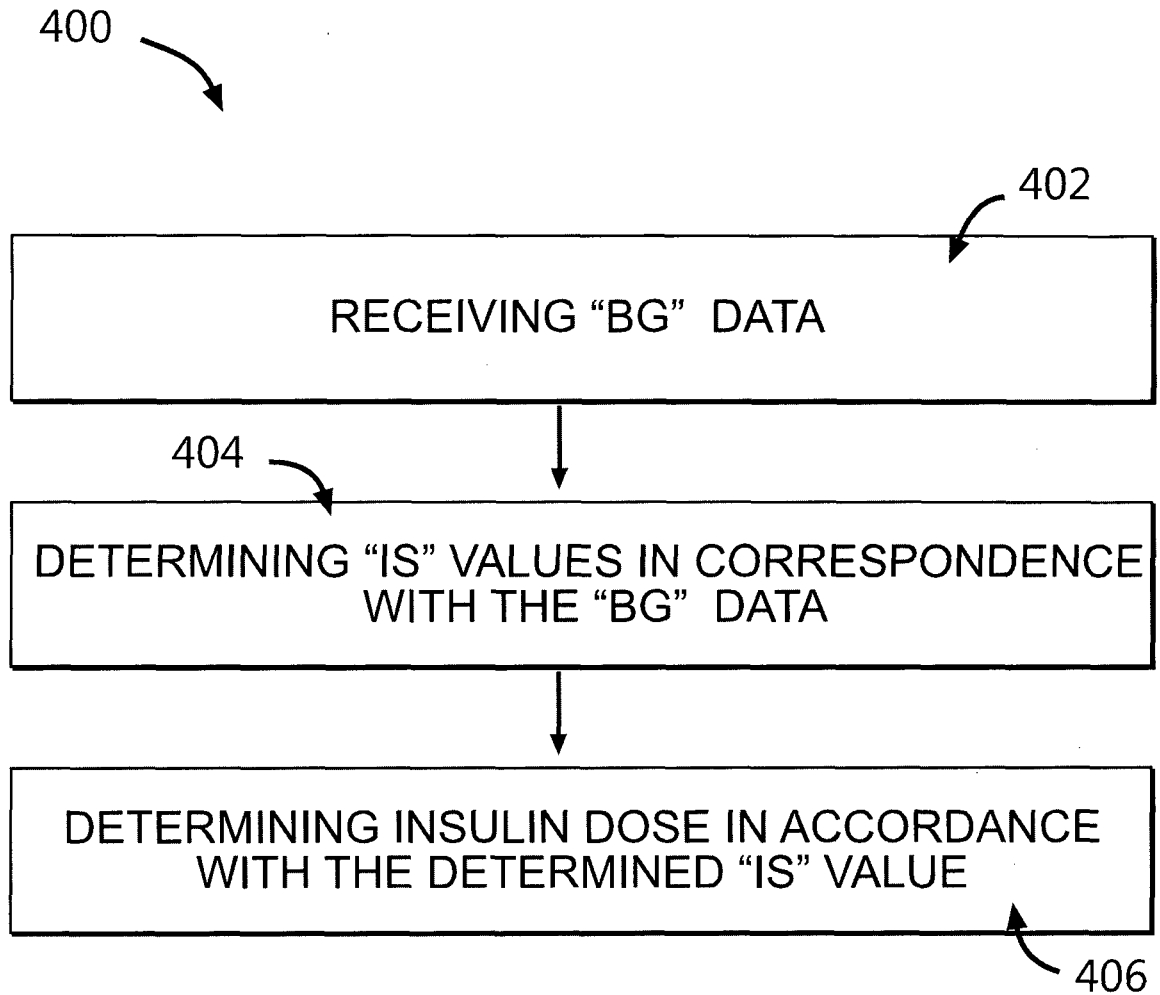 400
402
RECEIVING “BG” DATA
404
DETERMINING “IS” VALUES IN CORRESPONDENCE
WITH THE “BG” DATA
DETERMINING INSULIN DOSE IN ACCORDANCE
WITH THE DETERMINED “IS” VALUE
406